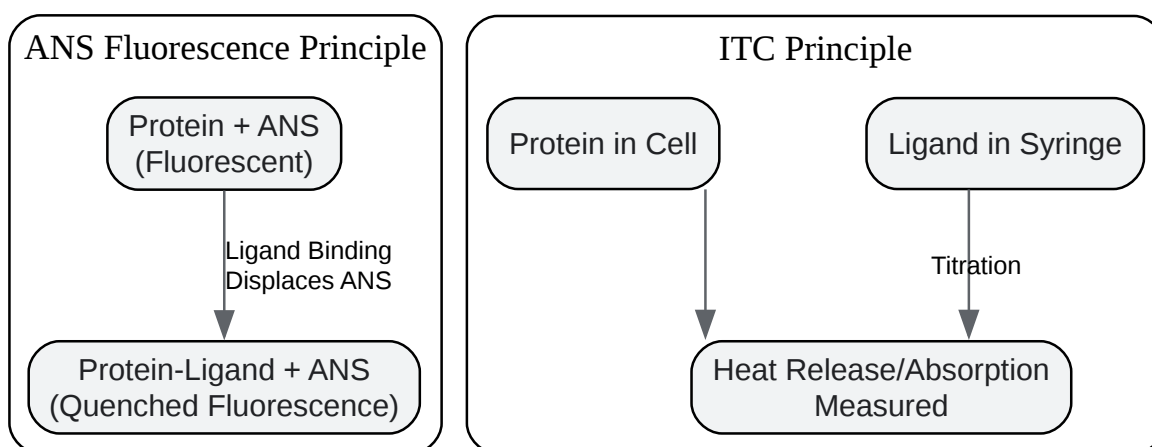 ANS Fluorescence Principle
Protein + ANS
(Fluorescent)
Ligand Binding
Displaces ANS
Protein-Ligand + ANS
(Quenched Fluorescence)
ITC Principle
Protein in Cell
Ligand in Syringe
Titration
Heat Release/Absorption
Measured